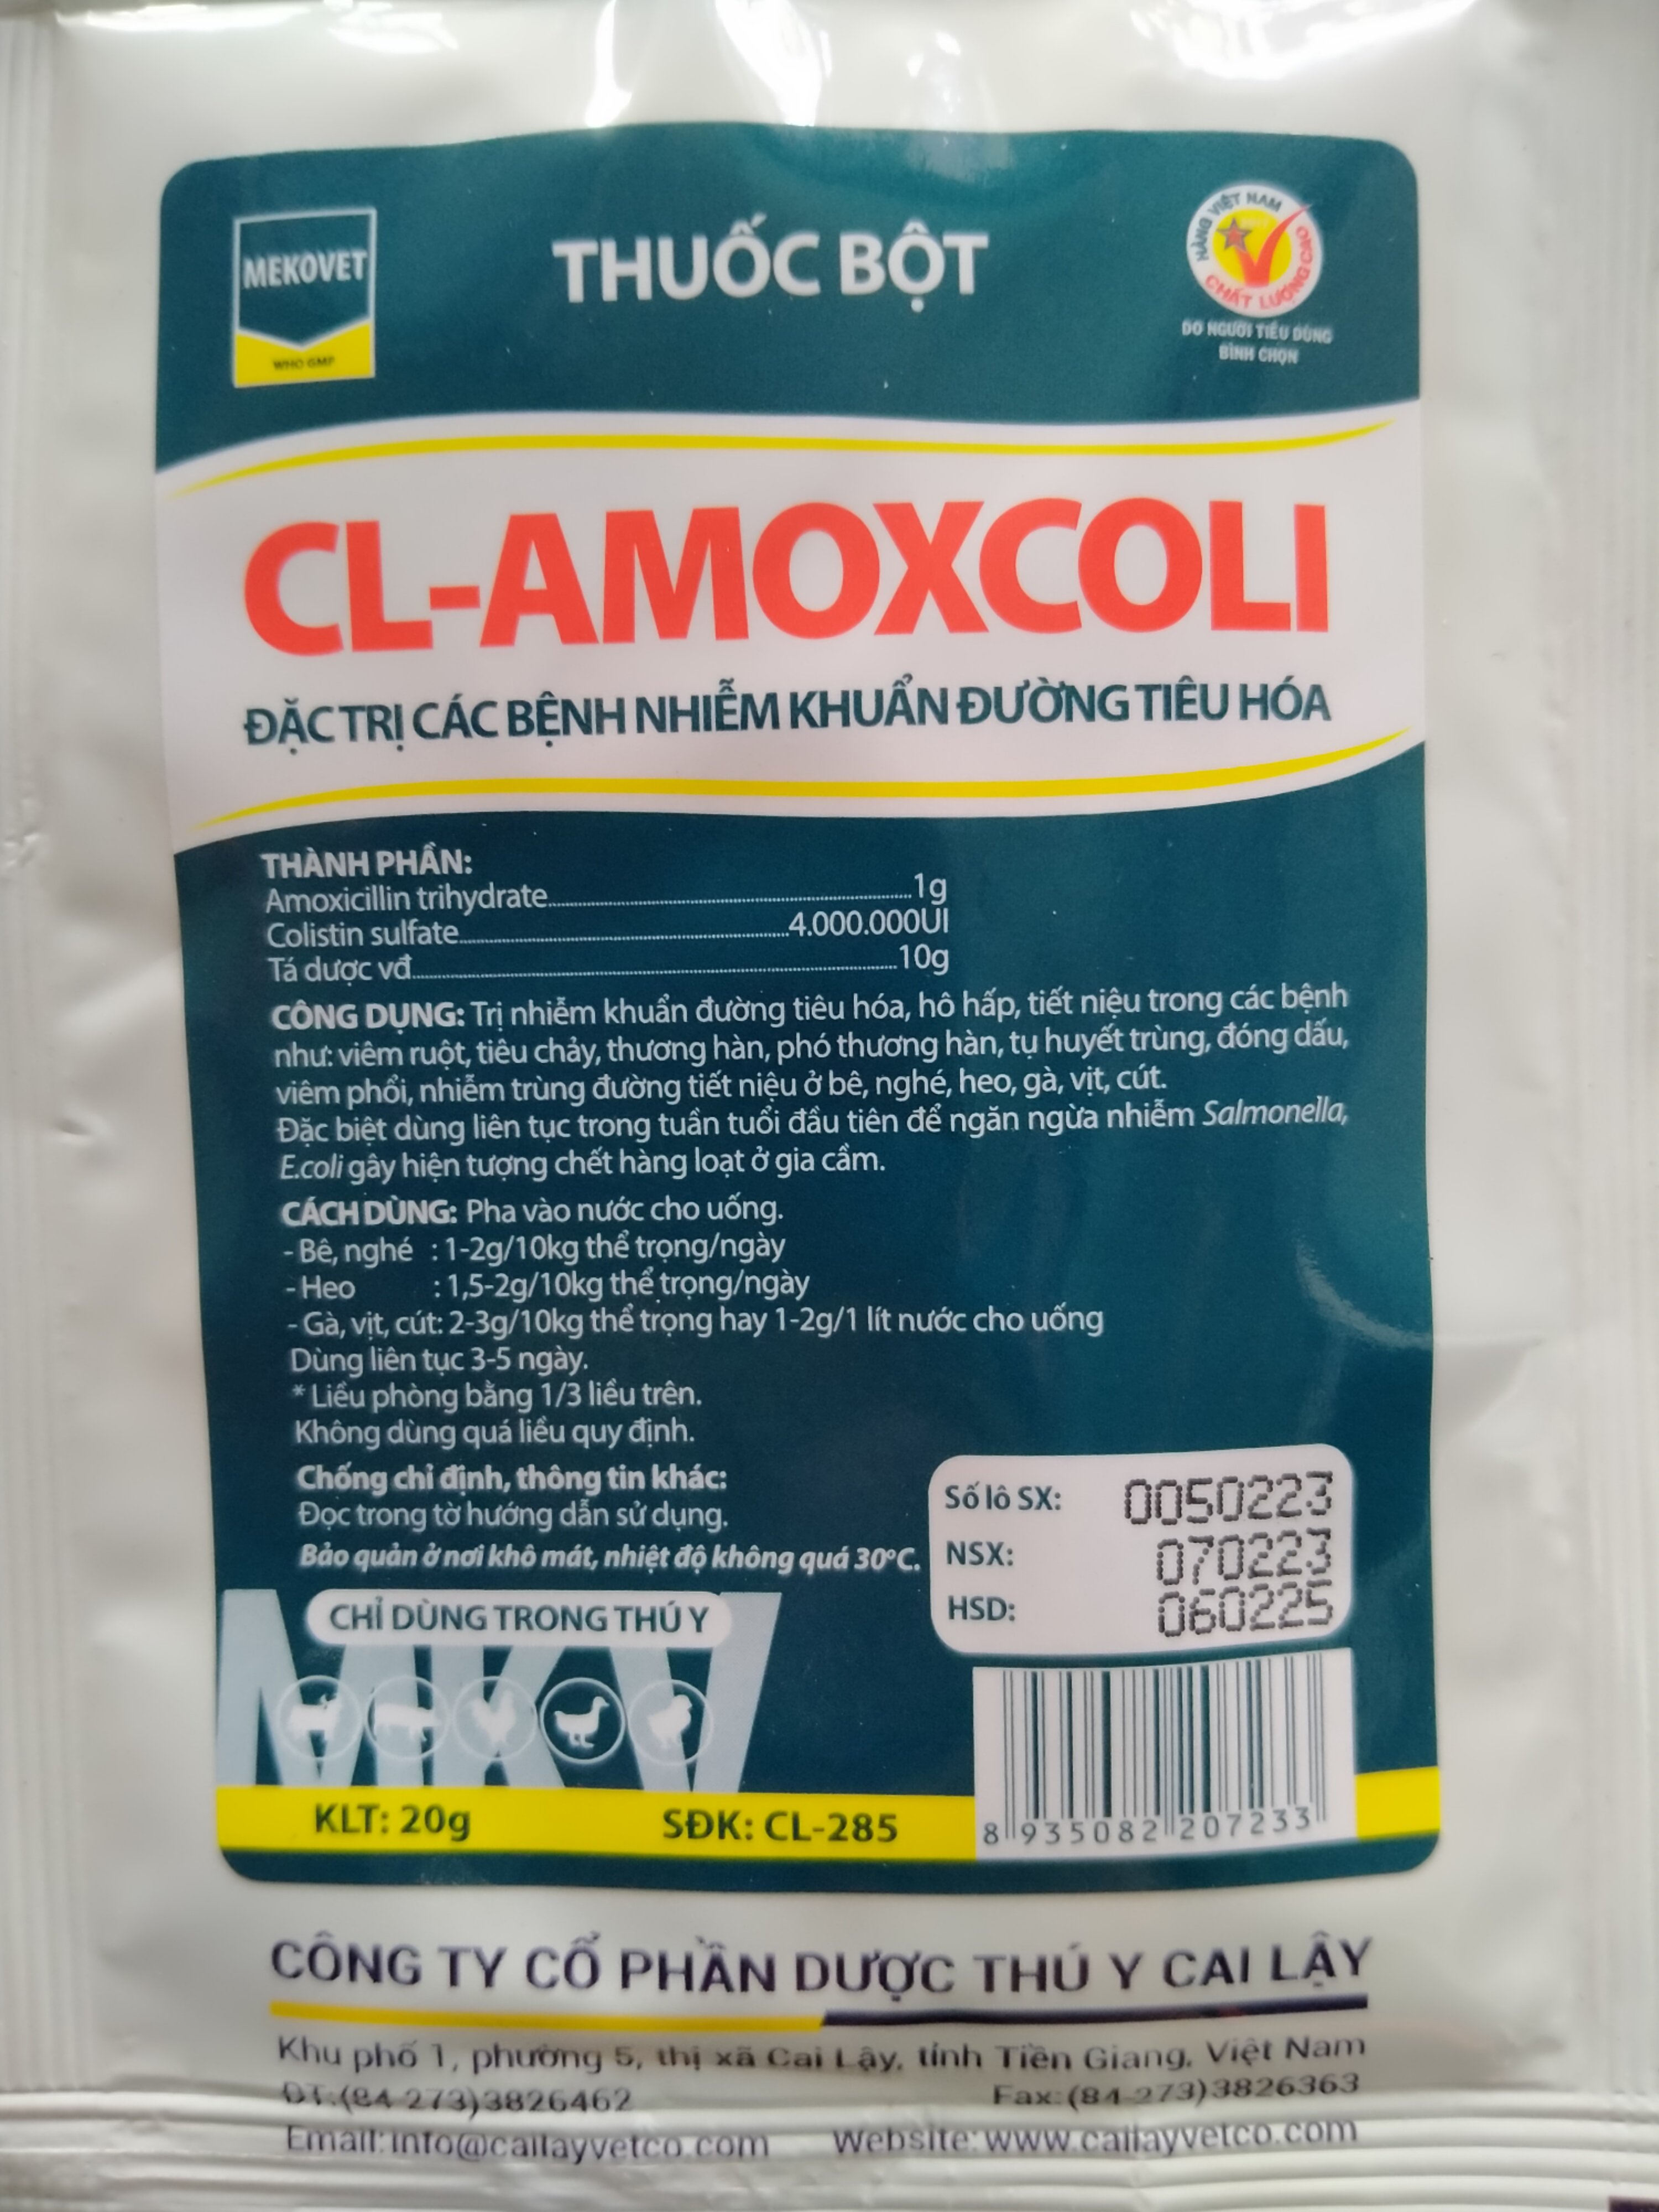 MEKOVET
WHO GMP
THUỐC BỘT
HÀNG VIỆT NAM
CHẤT LƯỢNG CAO
DO NGƯỜI TIÊU DÙNG
BÌNH CHỌN
CL-AMOXCOLI
ĐẶC TRỊ CÁC BỆNH NHIỄM KHUẨN ĐƯỜNG TIÊU HÓA
THÀNH PHẦN:
Amoxicillin trihydrate.......................1g
Colistin sulfate.......................4.000.000UI
Tá dược vđ.......................10g
CÔNG DỤNG: Trị nhiễm khuẩn đường tiêu hóa, hô hấp, tiết niệu trong các bệnh
như: viêm ruột, tiêu chảy, thương hàn, phó thương hàn, tụ huyết trùng, đóng dấu,
viêm phổi, nhiễm trùng đường tiết niệu ở bê, nghé, heo, gà, vịt, cút.
Đặc biệt dùng liên tục trong tuần tuổi đầu tiên để ngăn ngừa nhiễm Salmonella,
E.coli gây hiện tượng chết hàng loạt ở gia cầm.
CÁCH DÙNG: Pha vào nước cho uống.
- Bê, nghé : 1-2g/10kg thể trọng/ngày
- Heo : 1,5-2g/10kg thể trọng/ngày
- Gà, vịt, cút: 2-3g/10kg thể trọng hay 1-2g/1 lít nước cho uống
Dùng liên tục 3-5 ngày.
* Liều phòng bằng 1/3 liều trên.
Không dùng quá liều quy định.
Chống chỉ định, thông tin khác:
Đọc trong tờ hướng dẫn sử dụng.
Bảo quản ở nơi khô mát, nhiệt độ không quá 30°C.
Số lô SX: 0050223
NSX: 070223
HSD: 060225
CHỈ DÙNG TRONG THÚ Y
MKV
KLT: 20g
SĐK: CL-285
8 935082 207233
CÔNG TY CỔ PHẦN DƯỢC THÚ Y CAI LẬY
Khu phố 1, phường 5, thị xã Cai Lậy, tỉnh Tiền Giang, Việt Nam
ĐT:(84-273)3826462 Fax:(84-273)3826363
Email: info@cailayvetco.com Website: www.cailayvetco.com